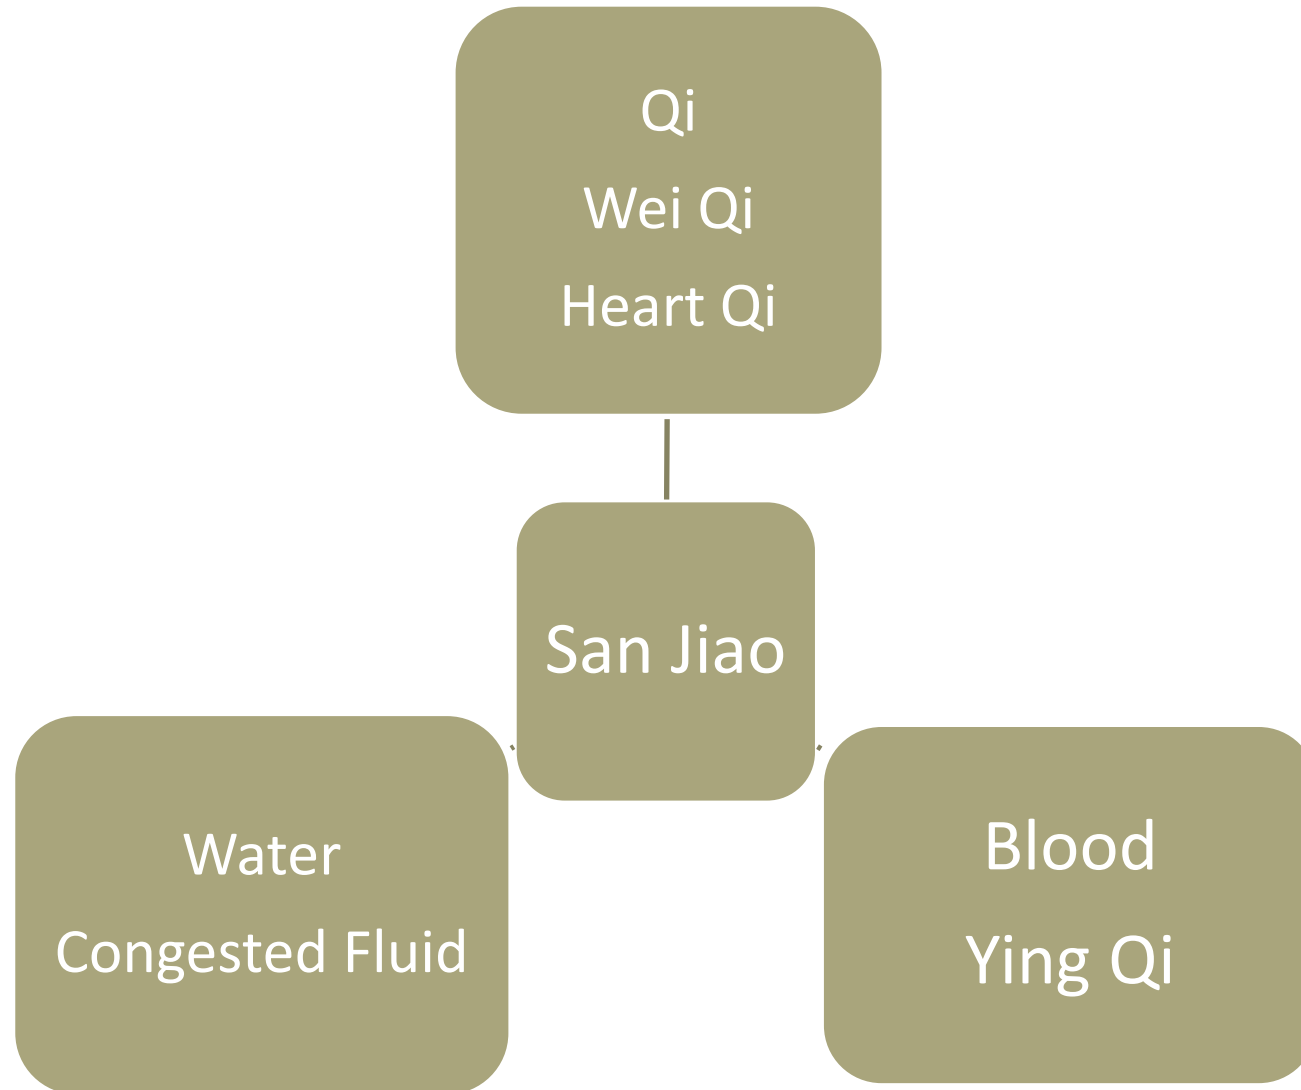 Qi
Wei Qi
Heart Qi
San Jiao
Water
Congested Fluid
Blood
Ying Qi